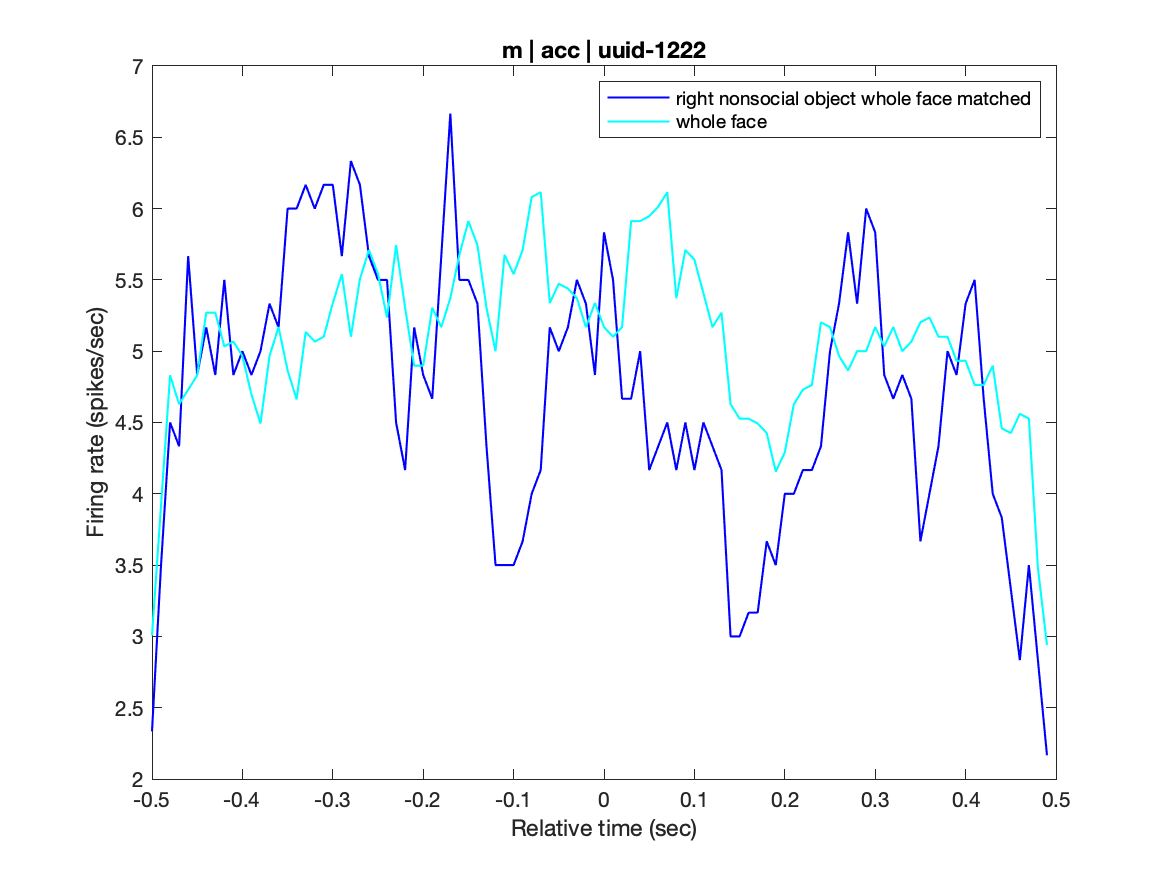 m | acc | uuid-1222
right nonsocial object whole face matched
whole face
7
6.5
6
5.5
5
4.5
4
3.5
3
2.5
2
Firing rate (spikes/sec)
-0.5 -0.4 -0.3 -0.2 -0.1 0 0.1 0.2 0.3 0.4 0.5
Relative time (sec)